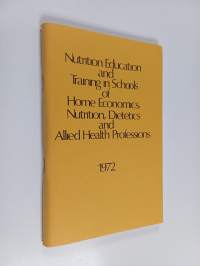 Nutrition Education
and
Training in Schools
of
Home Economics
Nutrition, Dietetics
and
Allied Health Professions
1972